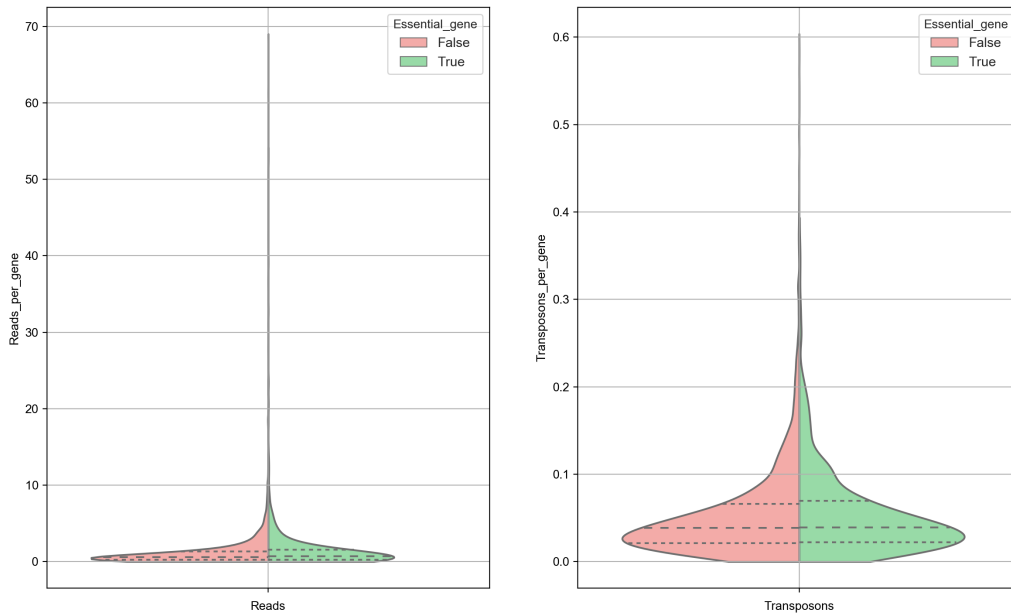 Reads_per_gene
70
60
50
40
30
20
10
0
Reads
Essential_gene
False
True
Transposons_per_gene
0.6
0.5
0.4
0.3
0.2
0.1
0.0
Transposons
Essential_gene
False
True